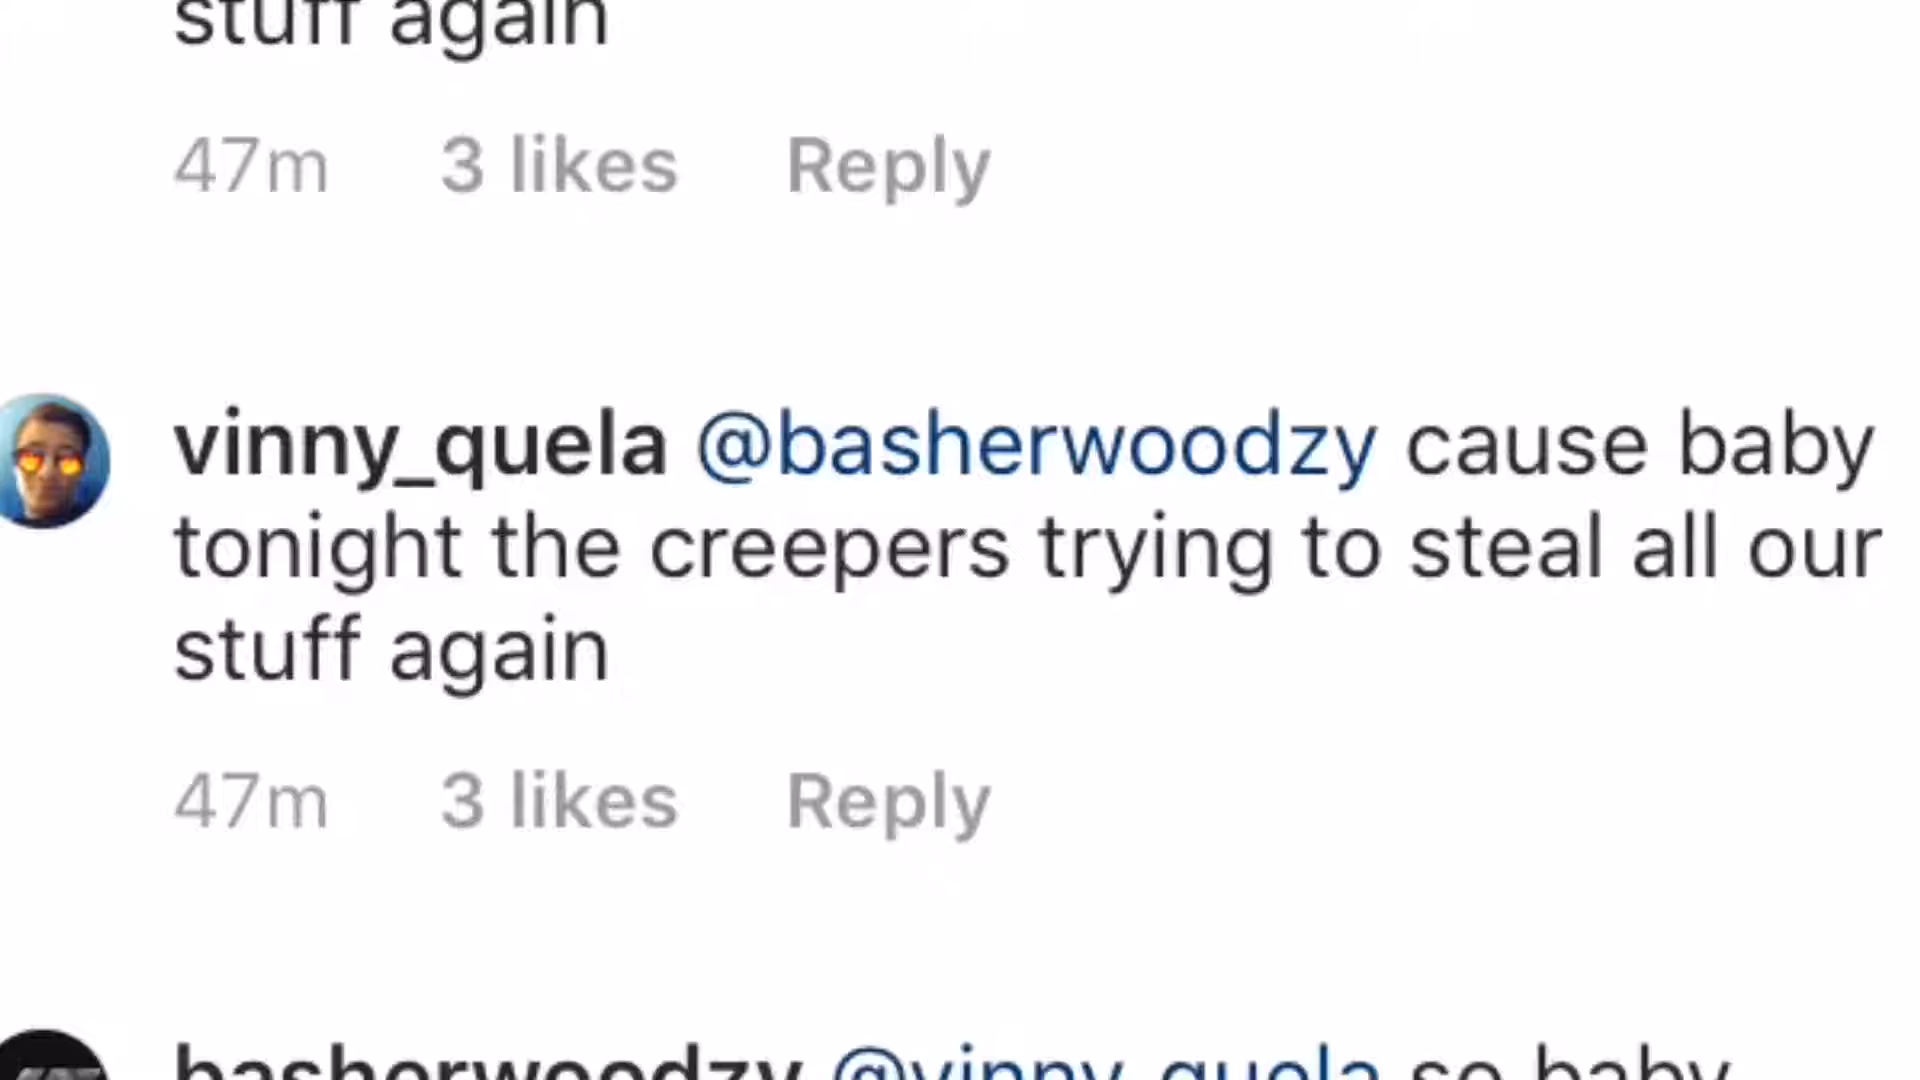 stuff again
47m 3 likes Reply
vinny_quela @basherwoodzy cause baby
tonight the creepers trying to steal all our
stuff again
47m 3 likes Reply
basherwoodzy @vinny_quela so baby